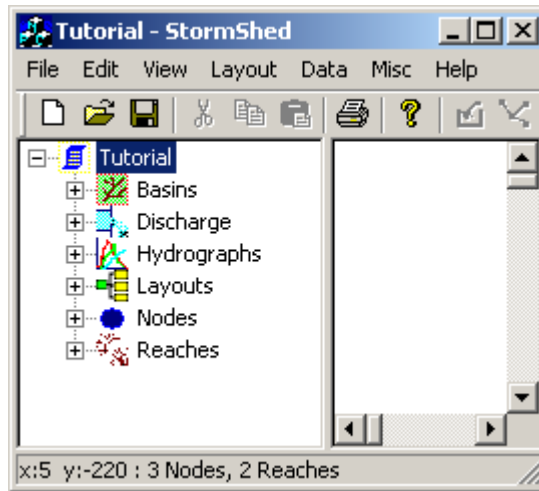 Tutorial - StormShed
File Edit View Layout Data Misc Help
Tutorial
Basins
Discharge
Hydrographs
Layouts
Nodes
Reaches
x:5 y:-220 : 3 Nodes, 2 Reaches